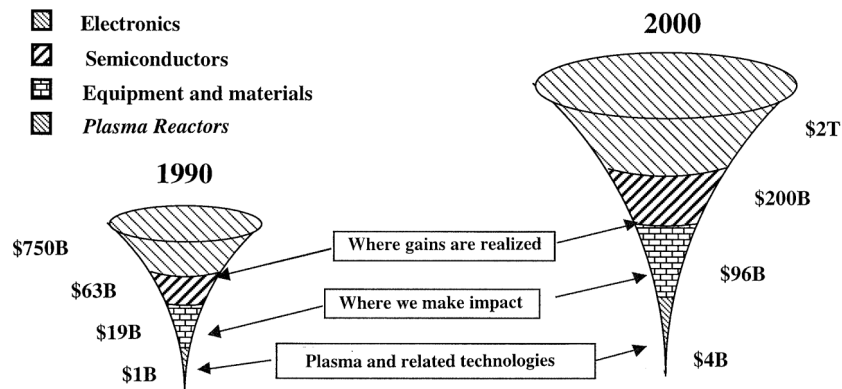 Electronics
Semiconductors
Equipment and materials
Plasma Reactors
1990
2000
$750B
$63B
$19B
$1B
Where gains are realized
Where we make impact
Plasma and related technologies
$2T
$200B
$96B
$4B